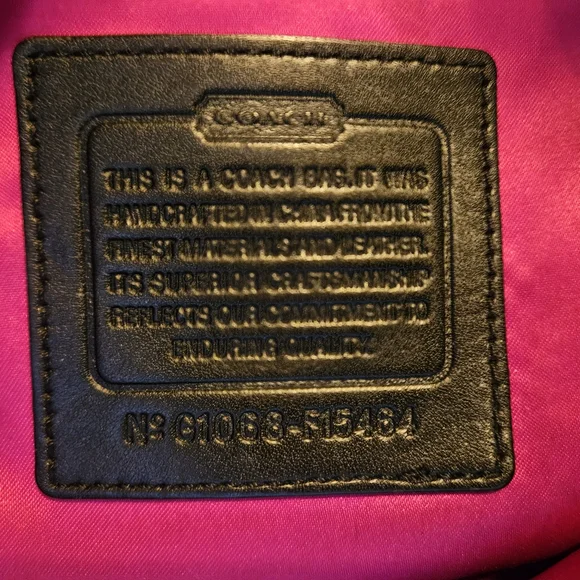 COACH
THIS IS A COACH BAG. IT WAS
HANDCRAFTED IN CHINA FROM THE
FINEST MATERIALS AND LEATHER.
ITS SUPERIOR CRAFTSMANSHIP
REFLECTS OUR COMMITMENT TO
ENDURING QUALITY.
Nº G1068-F15464